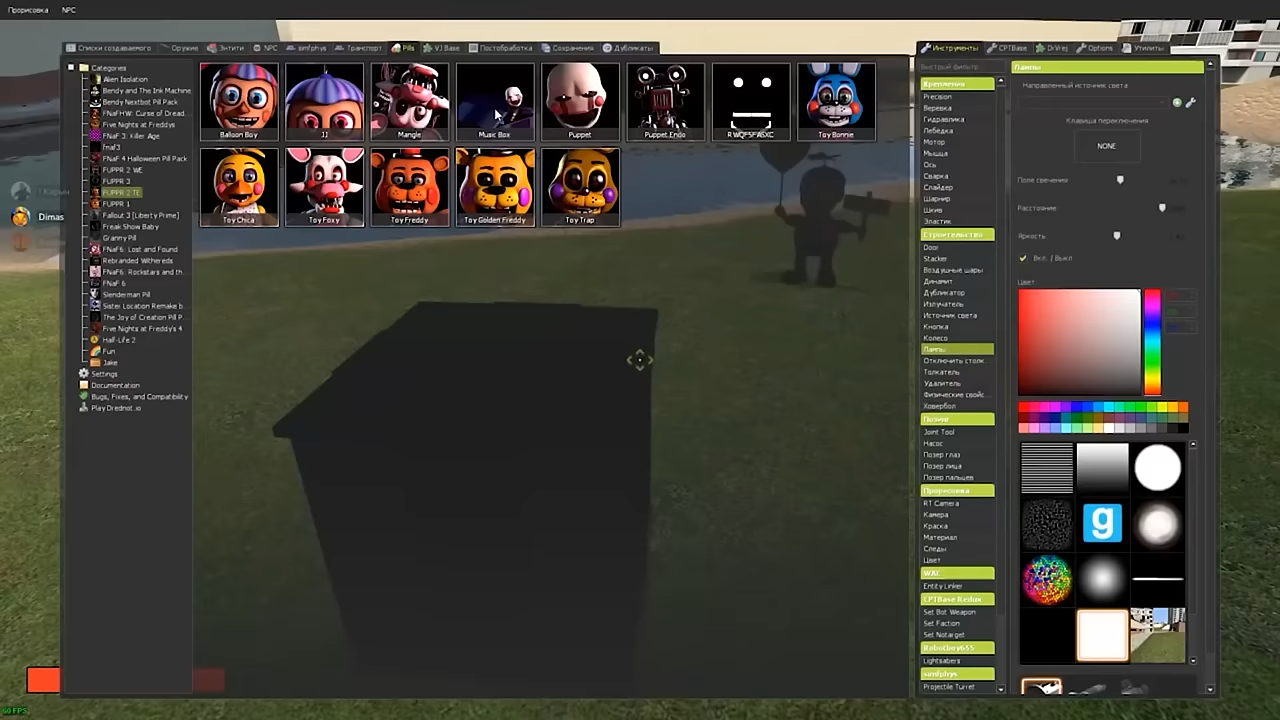 Прорисовка NPC
Списки создаваемого Оружие Энтити NPC simfphys Транспорт Pills VJ Base Постобработка Сохранения Дубликаты
Инструменты CPTBase DrVrej Options Утилиты
Categories
Alien Isolation
Bendy and The Ink Machine
Bendy Nextbot Pill Pack
FNaFHW: Curse of Dread...
Five Nights at Freddys
FNaF 3: Killer Age
fnaf3
FNaF 4 Halloween Pill Pack
FUPPR 2 WE
FUPPR 3
FUPPR 2 TE
FUPPR 1
Fallout 3 [Liberty Prime]
Freak Show Baby
Granny Pill
FNaF6: Lost and Found
Rebranded Withereds
FNaF6: Rockstars and th...
FNaF 6
Slenderman Pill
Sister Location Remake b...
The Joy of Creation Pill P...
Five Nights at Freddy's 4
Half-Life 2
Fun
Jake
Settings
Documentation
Bugs, Fixes, and Compatibility
Play Drednot.io
Dimas
Balloon Boy JJ Mangle Music Box Puppet Puppet Endo RWQFSFASXC Toy Bonnie
Toy Chica Toy Foxy Toy Freddy Toy Golden Freddy Toy Trap
Быстрый фильтр
Крепления
Precision
Веревка
Гидравлика
Лебедка
Мотор
Мышца
Ось
Сварка
Слайдер
Шарнир
Шкив
Эластик
Строительство
Door
Stacker
Воздушные шары
Динамит
Дубликатор
Излучатель
Источник света
Кнопка
Колесо
Лампы
Отключить столк
Толкатель
Удалитель
Физические свойс...
Ховербол
Позинг
Joint Tool
Насос
Позер глаз
Позер лица
Позер пальцев
Прорисовка
RT Camera
Камера
Краска
Материал
Следы
Цвет
WAC
Entity Linker
CPTBase Redux
Set Bot Weapon
Set Faction
Set Notarget
RoboGory655
Lightsabers
simfphys
Projectile Turret
Лампы
Направленный источник света
Клавиша переключения
NONE
Поле свечения
Расстояние
Яркость
Вкл. / Выкл
Цвет
g
60 FPS